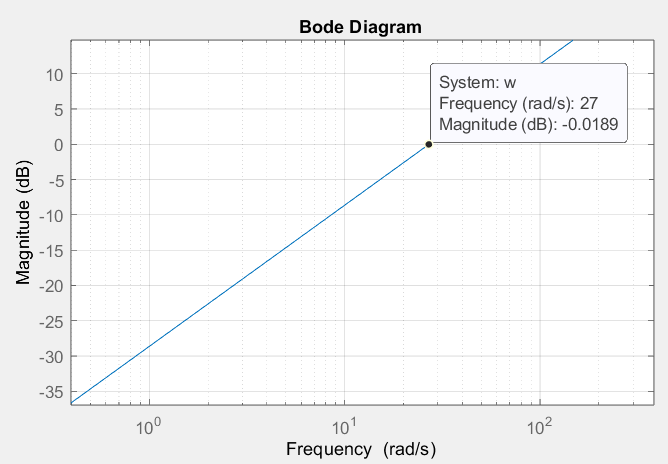 Bode Diagram
System: w
Frequency (rad/s): 27
Magnitude (dB): -0.0189
Magnitude (dB)
10
5
0
-5
-10
-15
-20
-25
-30
-35
10^0
10^1
10^2
Frequency (rad/s)